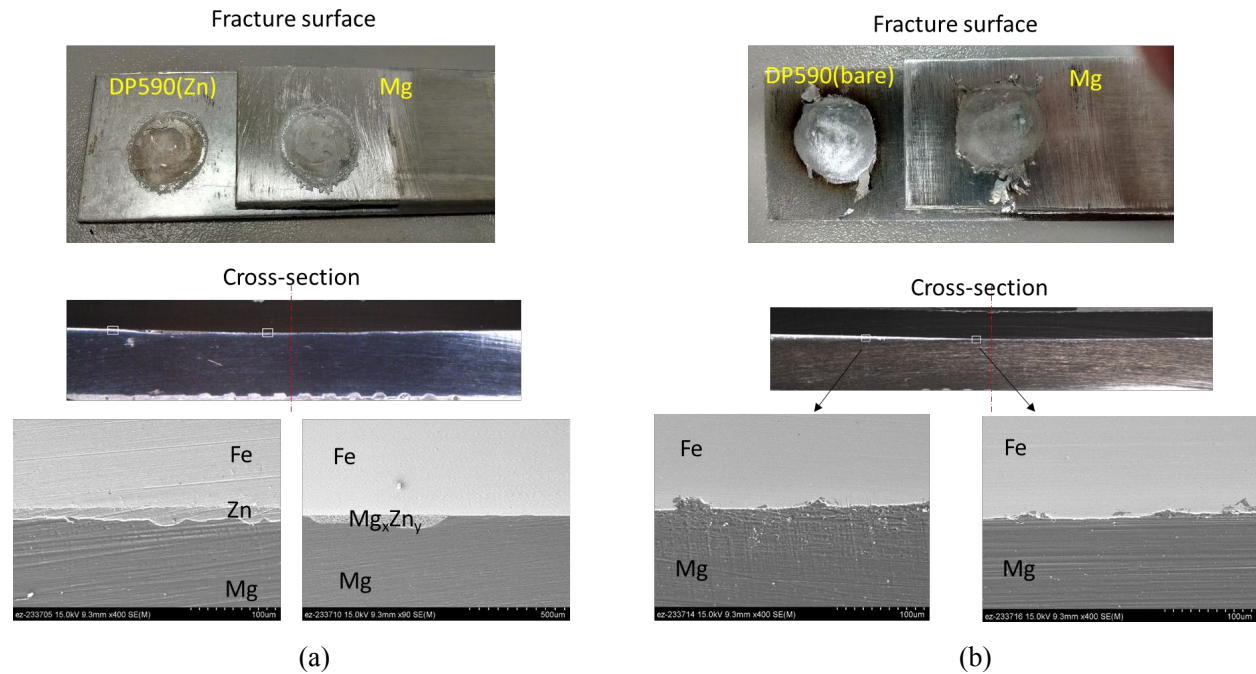 Fracture surface
DP590(Zn)
Mg
Cross-section
Fe
Zn
Mg
ez-233705 15.0kV 9.3mm x400 SE(M)
100um
Fe
MgxZny
Mg
ez-233710 15.0kV 9.3mm x90 SE(M)
500um
(a)
Fracture surface
DP590(bare)
Mg
Cross-section
Fe
Mg
ez-233714 15.0kV 9.3mm x400 SE(M)
100um
Fe
Mg
ez-233716 15.0kV 9.3mm x400 SE(M)
100um
(b)